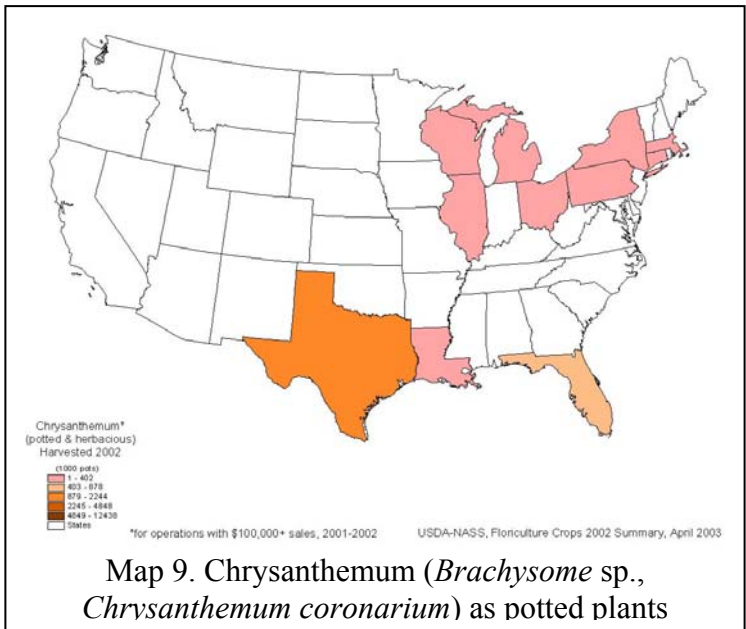 Chrysanthemum†
(potted & herbacious)
Harvested 2002
(1000 pots)
1 - 402
403 - 878
879 - 2244
2245 - 4848
4849 - 12438
States
*for operations with $100,000+ sales, 2001-2002
USDA-NASS, Floriculture Crops 2002 Summary, April 2003
Map 9. Chrysanthemum (Brachysome sp.,
Chrysanthemum coronarium) as potted plants